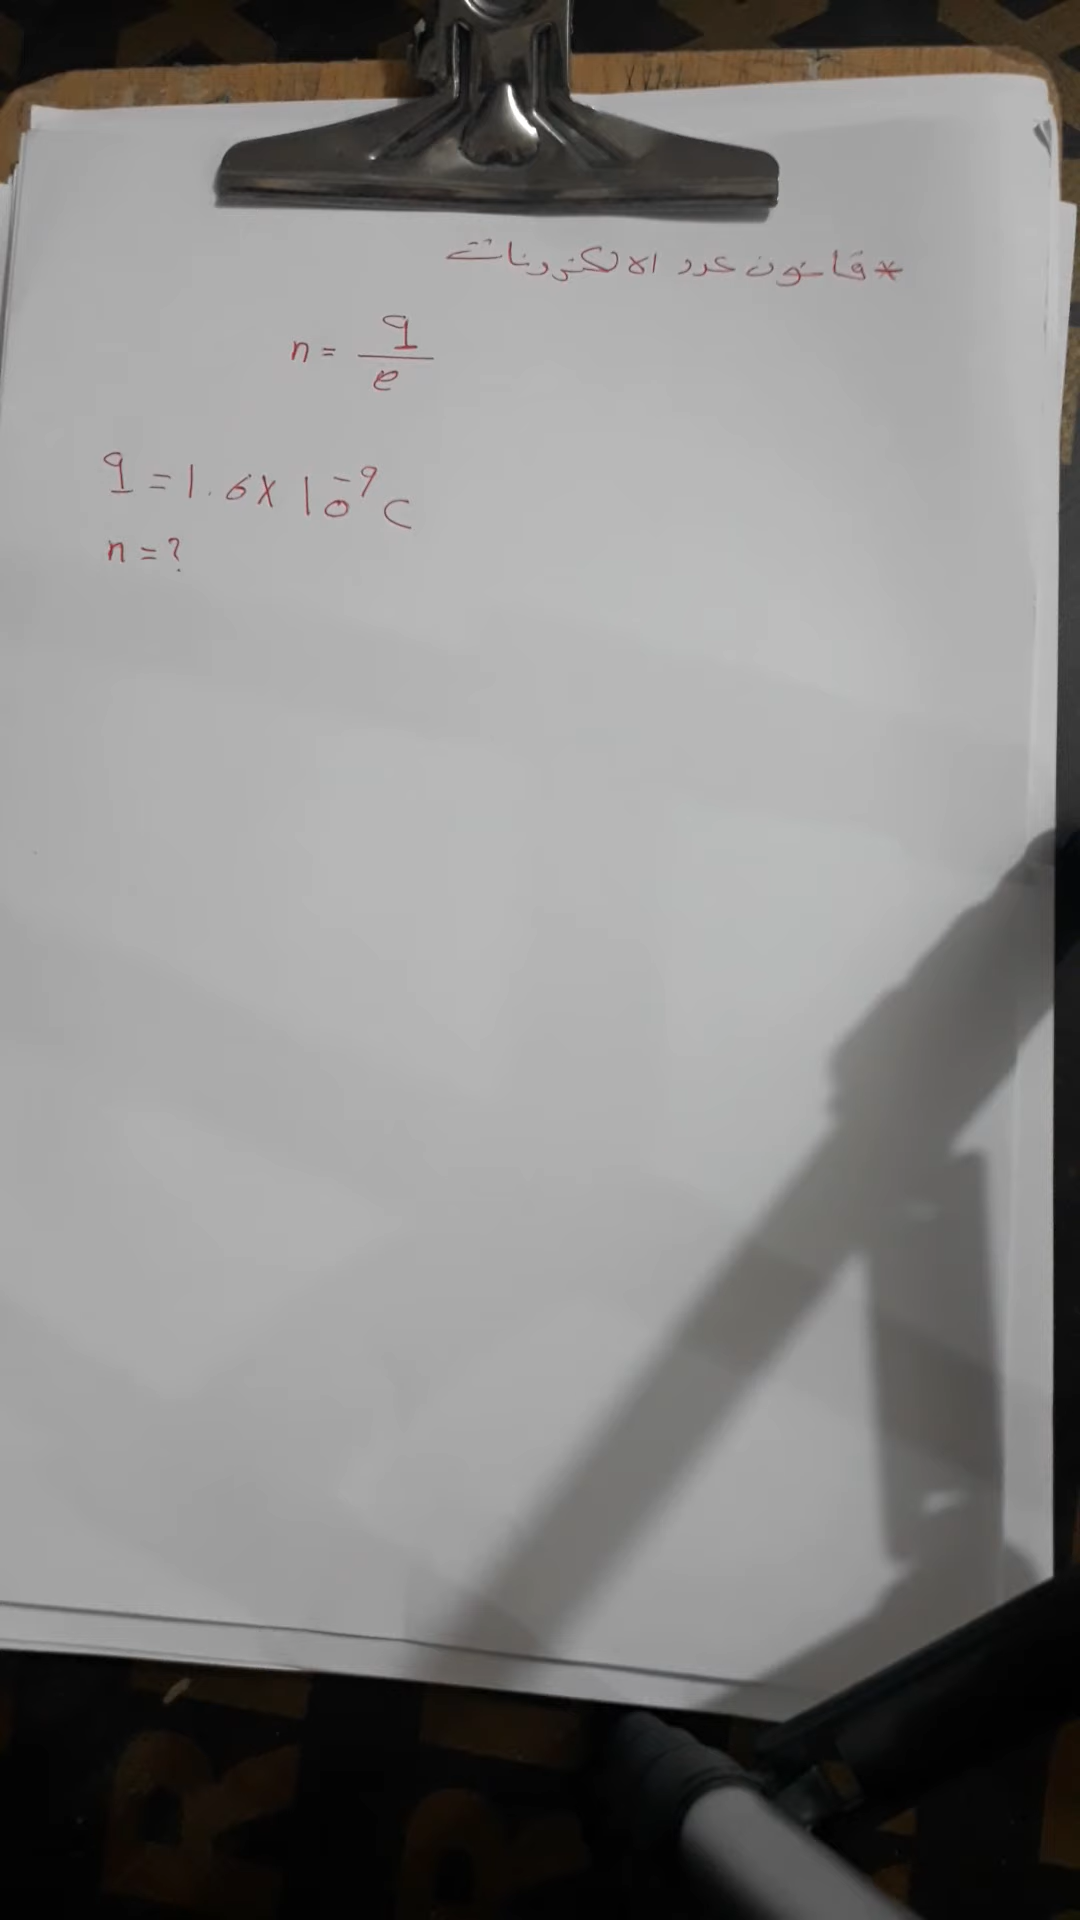 * قانون عدد الالكترونات
n = q / e
q = 1.6 x 10⁻⁹ C
n = ?